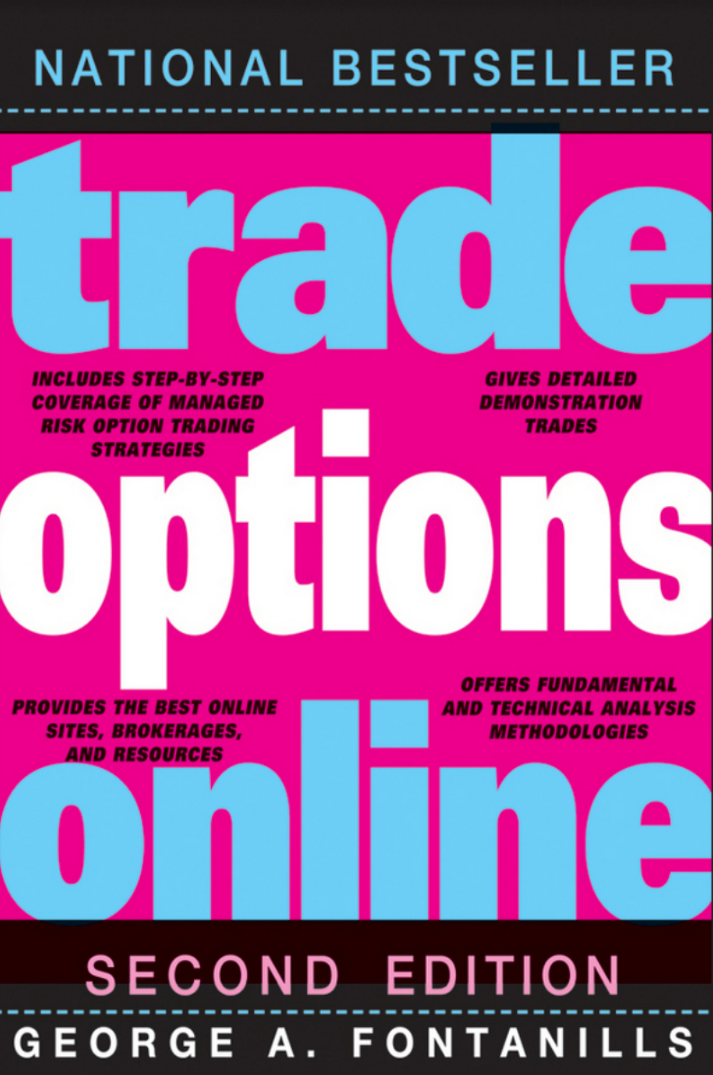 NATIONAL BESTSELLER
trade
INCLUDES STEP-BY-STEP
COVERAGE OF MANAGED
RISK OPTION TRADING
STRATEGIES
GIVES DETAILED
DEMONSTRATION
TRADES
options
PROVIDES THE BEST ONLINE
SITES, BROKERAGES,
AND RESOURCES
OFFERS FUNDAMENTAL
AND TECHNICAL ANALYSIS
METHODOLOGIES
online
SECOND EDITION
GEORGE A. FONTANILLS